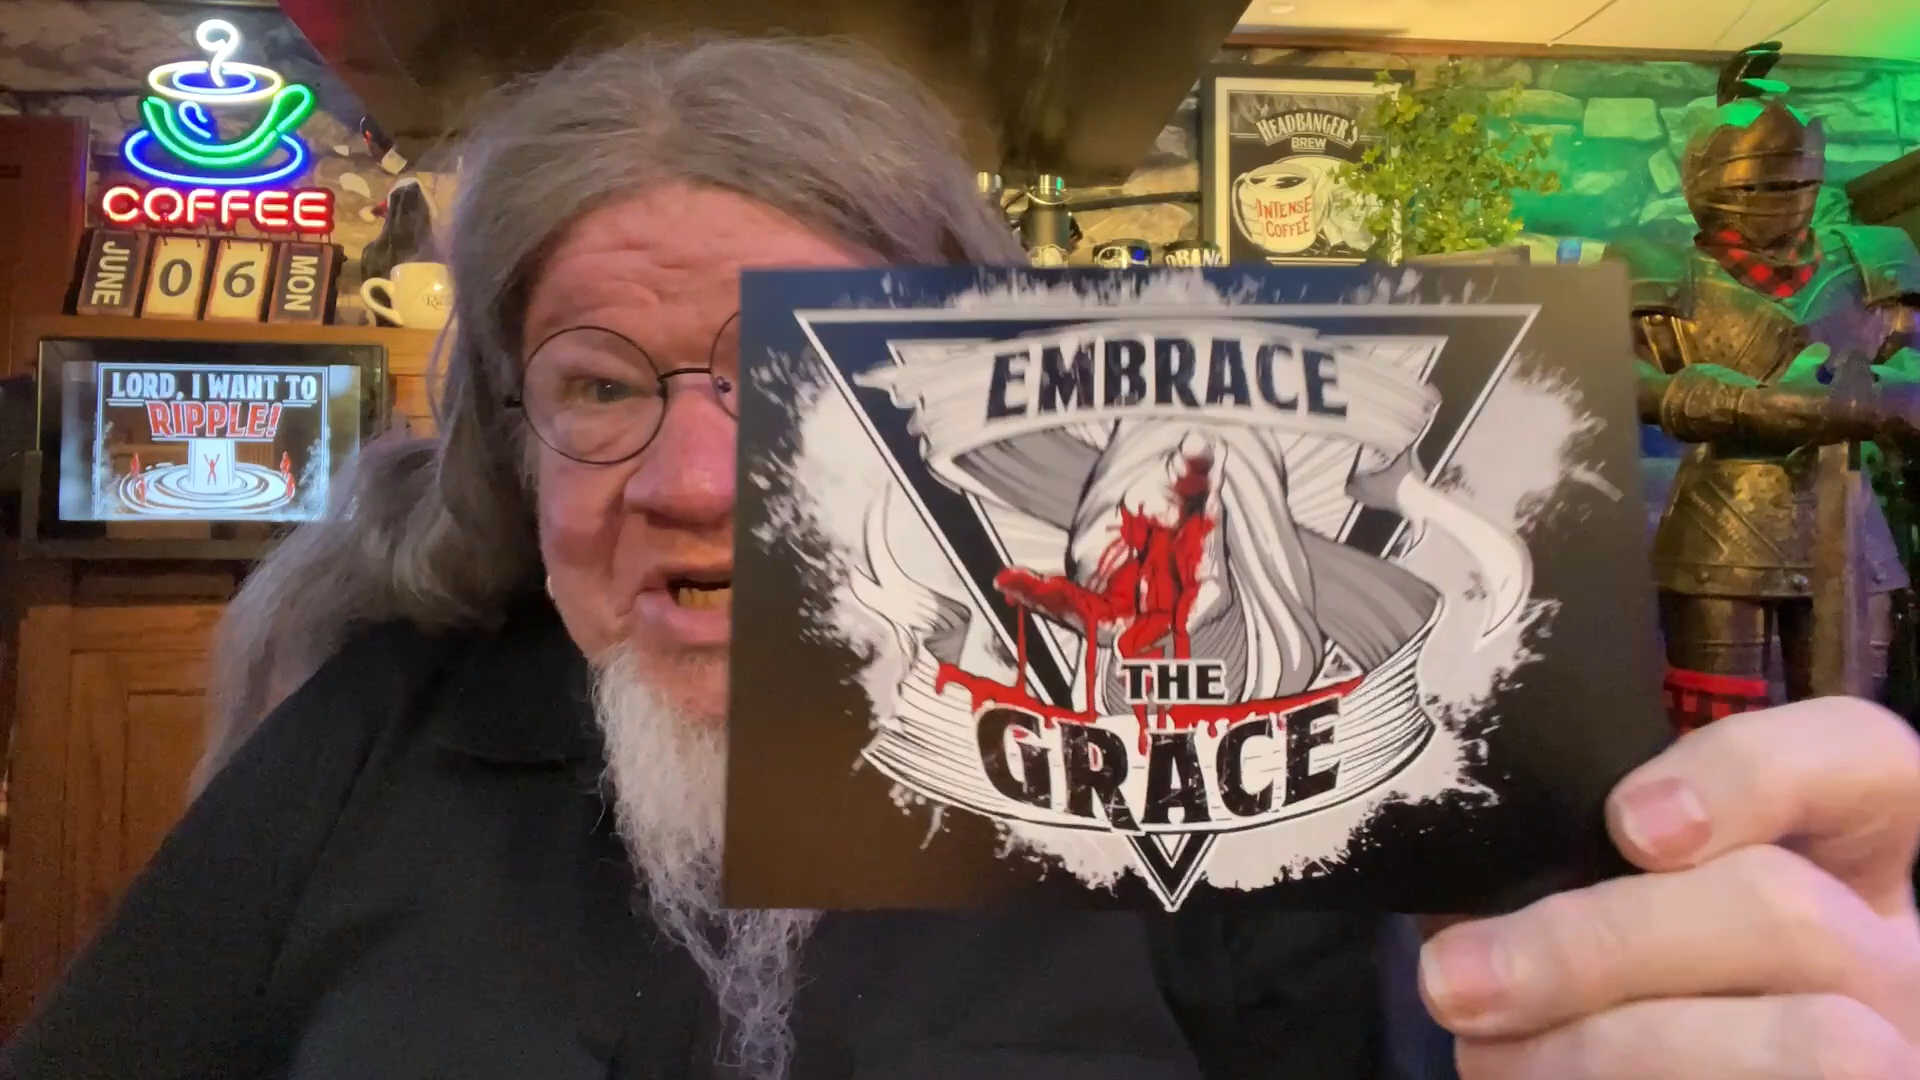 COFFEE
JUNE
06
MON
LORD, I WANT TO
RIPPLE!
HEADBANGER'S
BREW
INTENSE
COFFEE
EMBRACE
THE
GRACE